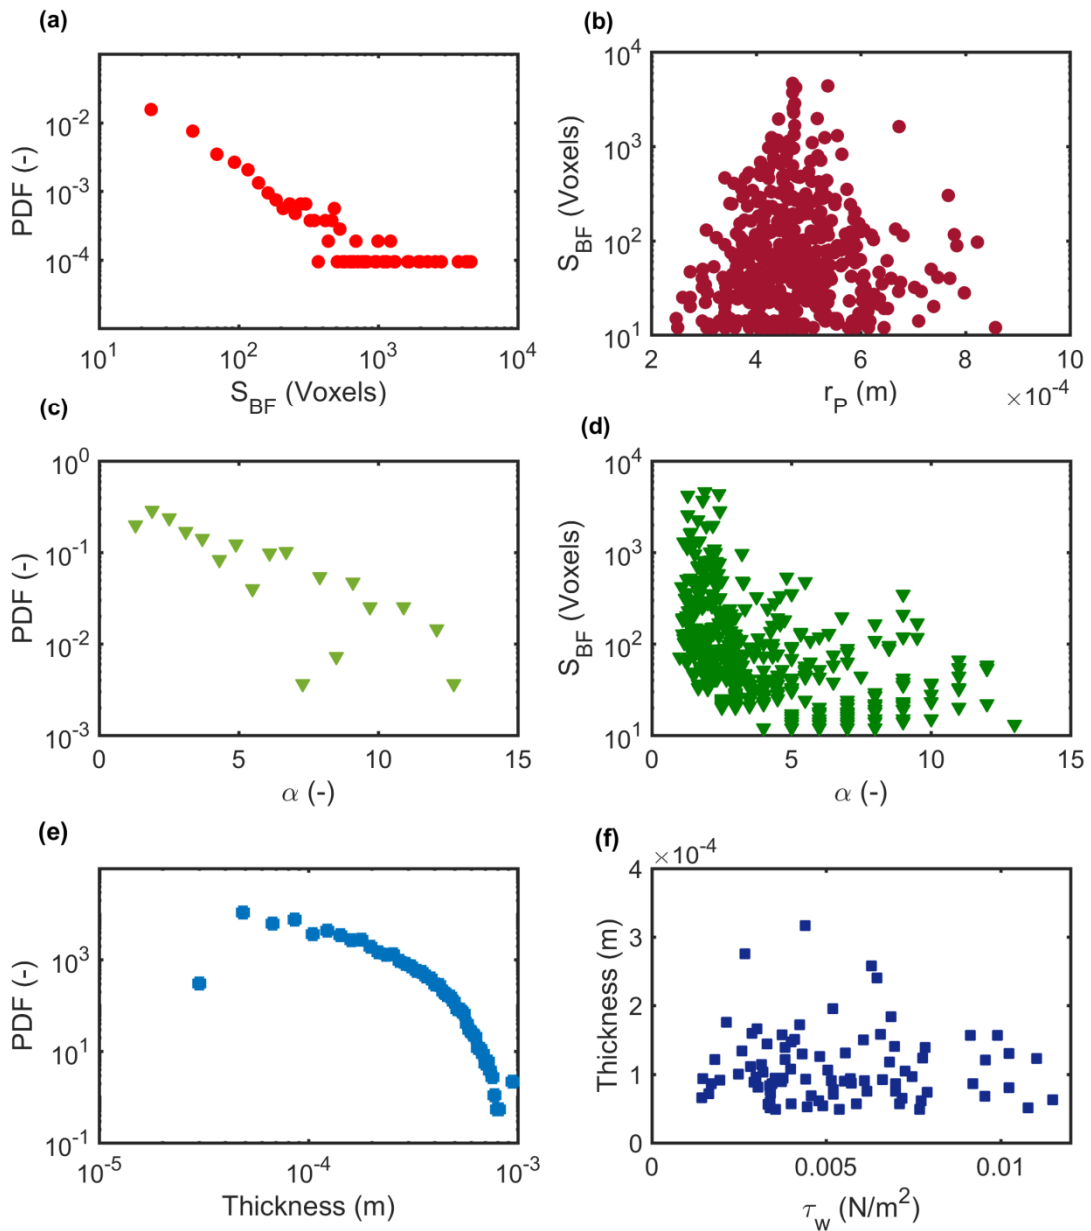 (a)
PDF (-)
10^-2
10^-3
10^-4
10^1 10^2 10^3 10^4
S_BF (Voxels)
(b)
S_BF (Voxels)
10^4
10^3
10^2
10^1
2 4 6 8 10
r_P (m) ×10^-4
(c)
PDF (-)
10^0
10^-1
10^-2
10^-3
0 5 10 15
α (-)
(d)
S_BF (Voxels)
10^4
10^3
10^2
10^1
0 5 10 15
α (-)
(e)
PDF (-)
10^3
10^1
10^-1
10^-5 10^-4 10^-3
Thickness (m)
(f)
×10^-4
Thickness (m)
4
3
2
1
0
0 0.005 0.01
τ_w (N/m^2)